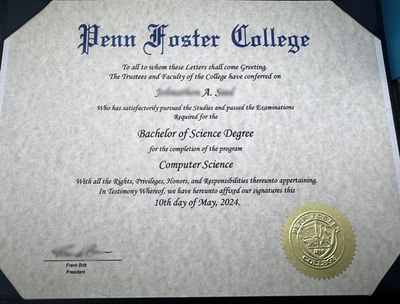 Penn Foster College
To all to whom these Letters shall come Greeting.
The Trustees and Faculty of the College have conferred on
A.
Who has satisfactorily pursued the Studies and passed the Examinations
Required for the
Bachelor of Science Degree
for the completion of the program
Computer Science
With all the Rights, Privileges, Honors, and Responsibilities thereunto appertaining.
In Testimony Whereof, we have hereunto affixed our signatures this
10th day of May, 2024.
Frank Britt
President
PENN FOSTER
COLLEGE